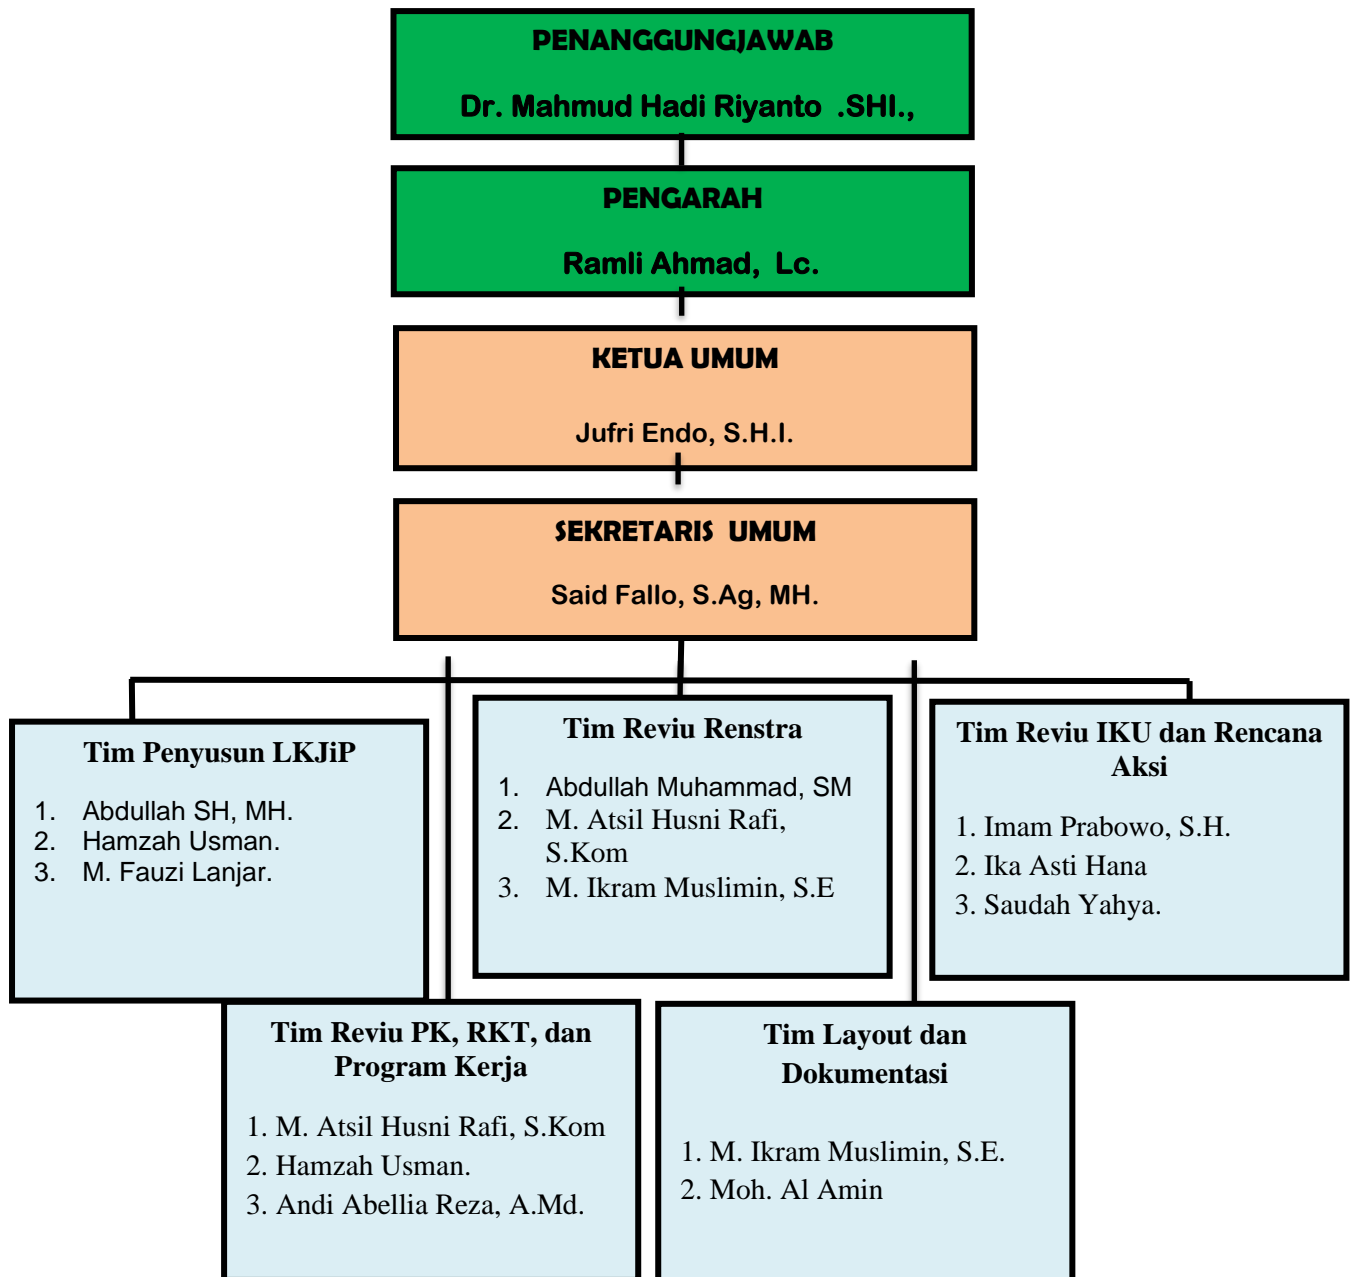 PENANGGUNGJAWAB
Dr. Mahmud Hadi Riyanto .SHI.,
PENGARAH
Ramli Ahmad, Lc.
KETUA UMUM
Jufri Endo, S.H.I.
SEKRETARIS UMUM
Said Fallo, S.Ag, MH.
Tim Penyusun LKJiP
1. Abdullah SH, MH.
2. Hamzah Usman.
3. M. Fauzi Lanjar.
Tim Reviu Renstra
1. Abdullah Muhammad, SM
2. M. Atsil Husni Rafi,
S.Kom
3. M. Ikram Muslimin, S.E
Tim Reviu IKU dan Rencana
Aksi
1. Imam Prabowo, S.H.
2. Ika Asti Hana
3. Saudah Yahya.
Tim Reviu PK, RKT, dan
Program Kerja
1. M. Atsil Husni Rafi, S.Kom
2. Hamzah Usman.
3. Andi Abellia Reza, A.Md.
Tim Layout dan
Dokumentasi
1. M. Ikram Muslimin, S.E.
2. Moh. Al Amin